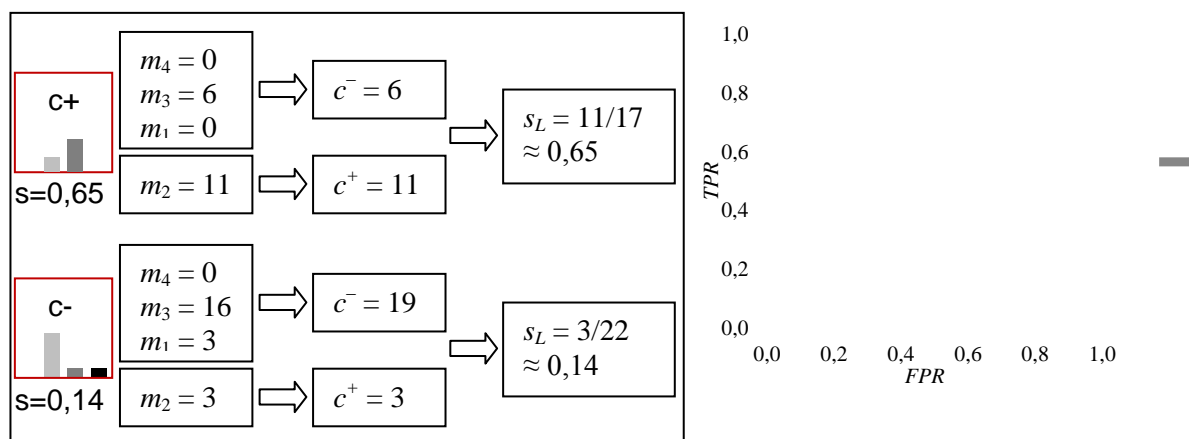 c+
s=0,65
m₄ = 0
m₃ = 6
m₁ = 0
m₂ = 11
c⁻ = 6
c⁺ = 11
s_L = 11/17
≈ 0,65
c-
s=0,14
m₄ = 0
m₃ = 16
m₁ = 3
m₂ = 3
c⁻ = 19
c⁺ = 3
s_L = 3/22
≈ 0,14
1,0
0,8
0,6
0,4
0,2
0,0
TPR
0,0 0,2 0,4 0,6 0,8 1,0
FPR